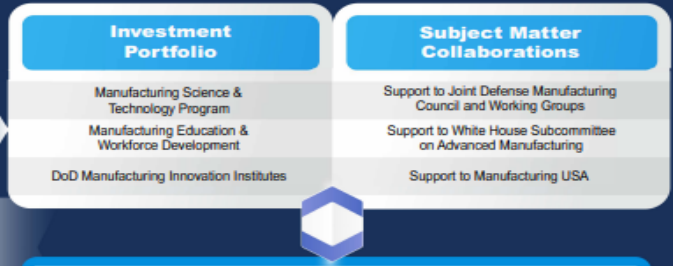 Investment
Portfolio
Manufacturing Science &
Technology Program
Manufacturing Education &
Workforce Development
DoD Manufacturing Innovation Institutes
Subject Matter
Collaborations
Support to Joint Defense Manufacturing
Council and Working Groups
Support to White House Subcommittee
on Advanced Manufacturing
Support to Manufacturing USA